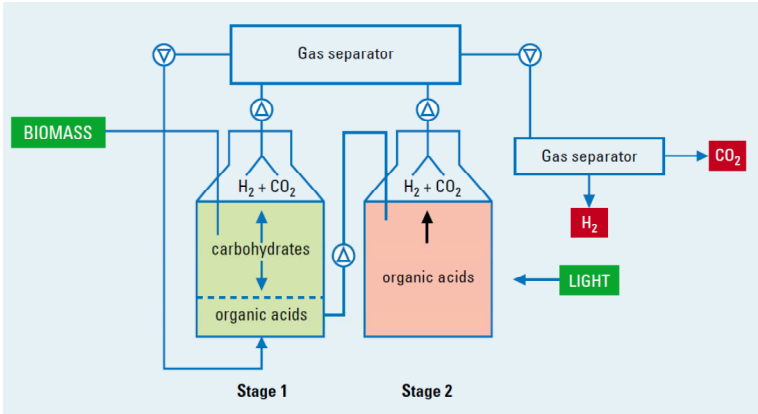 Gas separator
BIOMASS
Gas separator
CO₂
H₂ + CO₂
H₂ + CO₂
H₂
carbohydrates
organic acids
LIGHT
organic acids
Stage 1
Stage 2